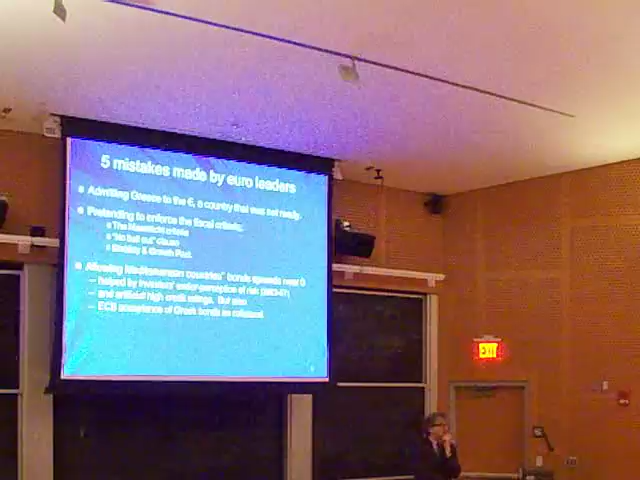 5 mistakes made by euro leaders
Admitting Greece to the €, a country that was not ready.
Pretending to enforce the fiscal criteria:
The Maastricht criteria
"No bail out" clause
Stability & Growth Pact.
Allowing Mediterranean countries' bonds spreads near 0
– helped by investors' under-perception of risk (2003-07)
– and artificial high credit ratings. But also
– ECB acceptance of Greek bonds as collateral.